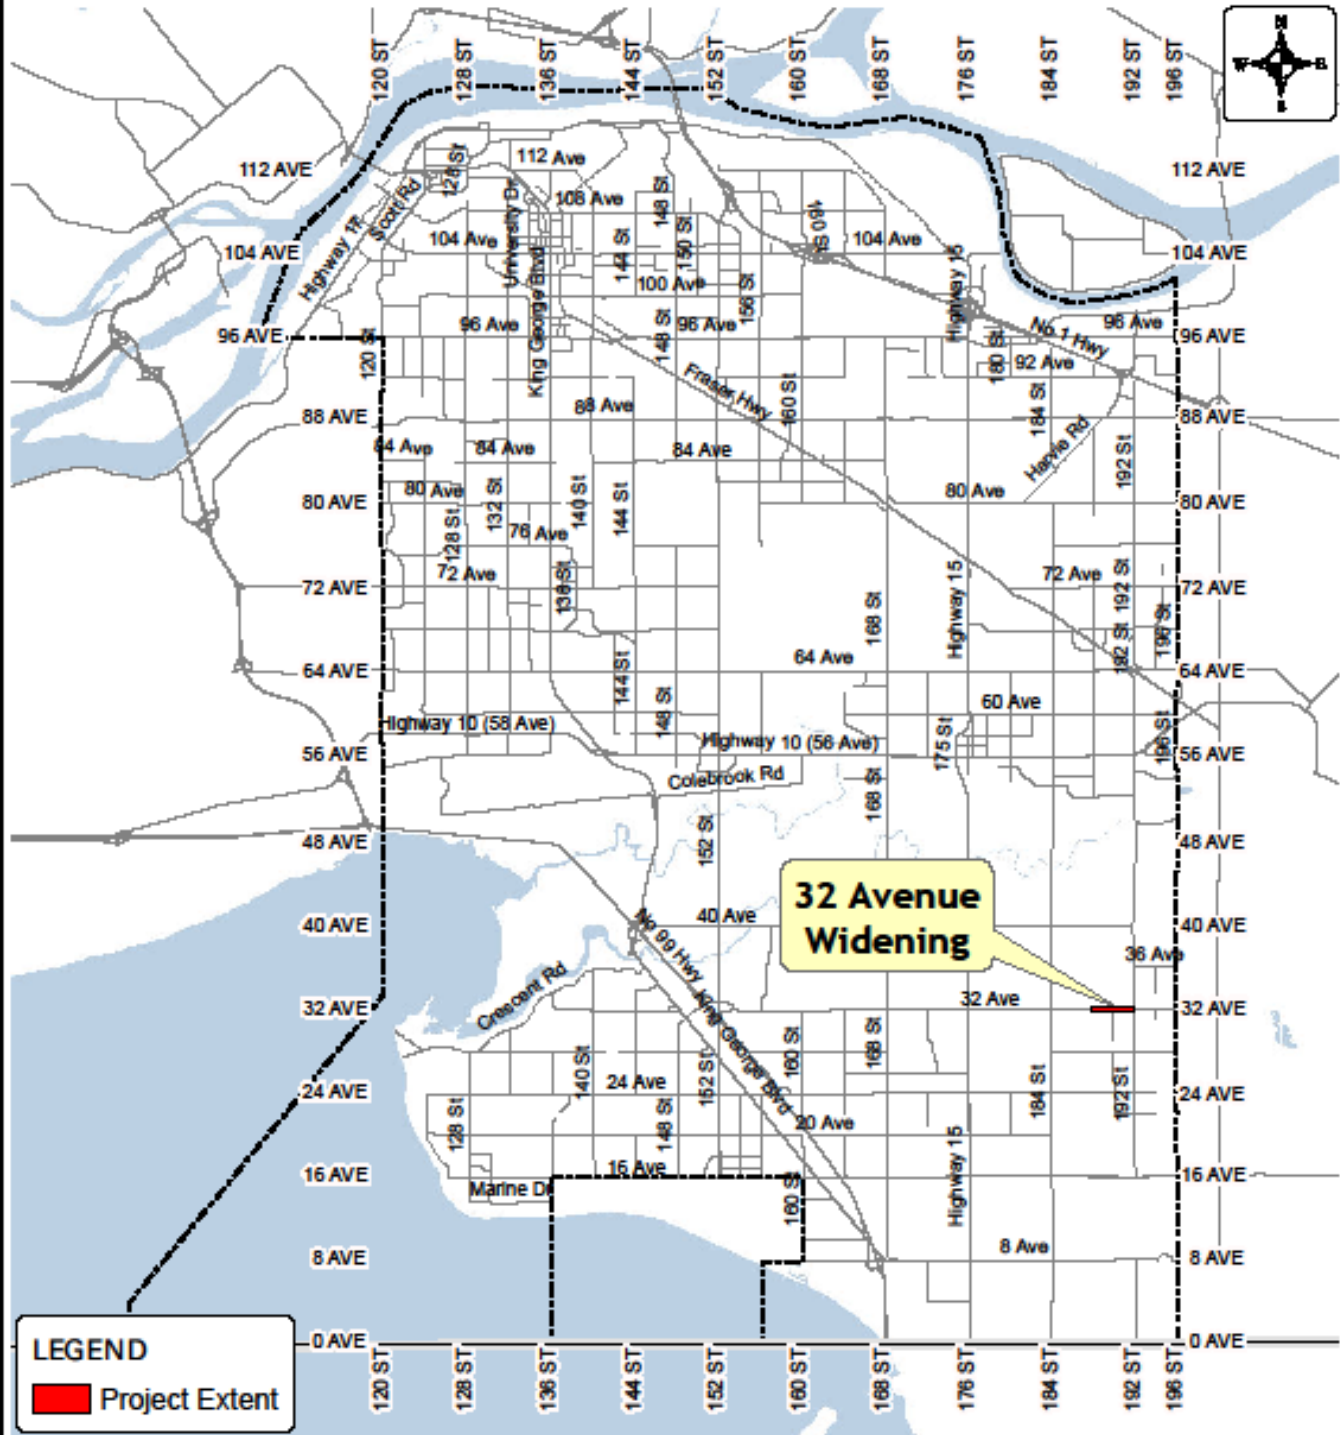 120 ST
128 ST
136 ST
144 ST
152 ST
160 ST
168 ST
176 ST
184 ST
192 ST
196 ST
N
W
E
S
112 AVE
128 St
112 Ave
112 AVE
Scott Rd
108 Ave
148 St
University Dr
160 St
Highway 17
104 AVE
104 Ave
144 St
150 St
104 Ave
104 AVE
King George Blvd
100 Ave
156 St
Highway 15
96 AVE
120 St
96 Ave
148 St
96 Ave
No 1 Hwy
96 Ave
96 AVE
180 St
92 Ave
Fraser Hwy
160 St
184 St
88 AVE
88 Ave
88 AVE
84 Ave
84 Ave
84 Ave
Harvie Rd
192 St
80 AVE
80 Ave
132 St
140 St
144 St
80 Ave
80 AVE
128 St
76 Ave
72 AVE
72 Ave
138 St
168 St
Highway 15
72 Ave
192 St
72 AVE
64 AVE
144 St
64 Ave
192 St
196 St
64 AVE
148 St
60 Ave
Highway 10 (58 Ave)
56 AVE
Highway 10 (56 Ave)
175 St
196 St
56 AVE
Colebrook Rd
168 St
48 AVE
152 St
48 AVE
32 Avenue
Widening
40 AVE
No 99 Hwy
40 Ave
40 AVE
36 Ave
Crescent Rd
32 AVE
King George Blvd
32 Ave
32 AVE
140 St
152 St
160 St
168 St
24 AVE
24 Ave
184 St
192 St
24 AVE
128 St
148 St
20 Ave
16 AVE
16 Ave
Highway 15
16 AVE
Marine Dr
160 St
8 AVE
8 Ave
8 AVE
LEGEND
Project Extent
0 AVE
0 AVE
120 ST
128 ST
136 ST
144 ST
152 ST
160 ST
168 ST
176 ST
184 ST
192 ST
196 ST